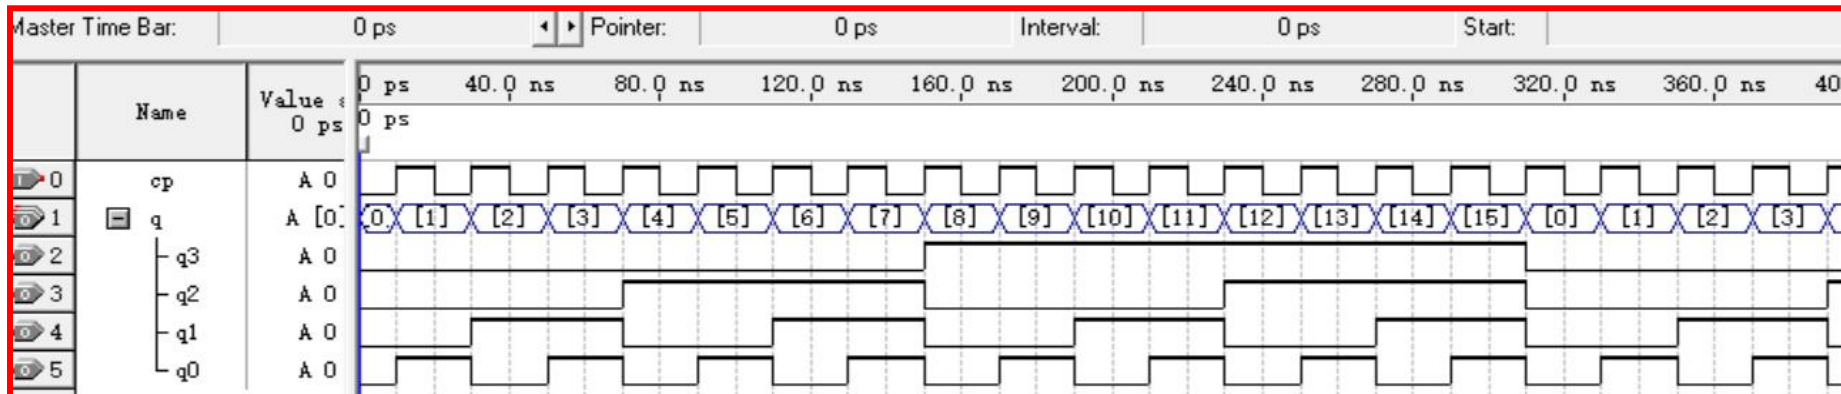 Master Time Bar: 0 ps Pointer: 0 ps Interval: 0 ps Start:
0 ps 40.0 ns 80.0 ns 120.0 ns 160.0 ns 200.0 ns 240.0 ns 280.0 ns 320.0 ns 360.0 ns 40
Name Value 0 ps 0 ps
0 cp A 0
1 q A [0] [0 [1] [2] [3] [4] [5] [6] [7] [8] [9] [10] [11] [12] [13] [14] [15] [0] [1] [2] [3]
2 q3 A 0
3 q2 A 0
4 q1 A 0
5 q0 A 0